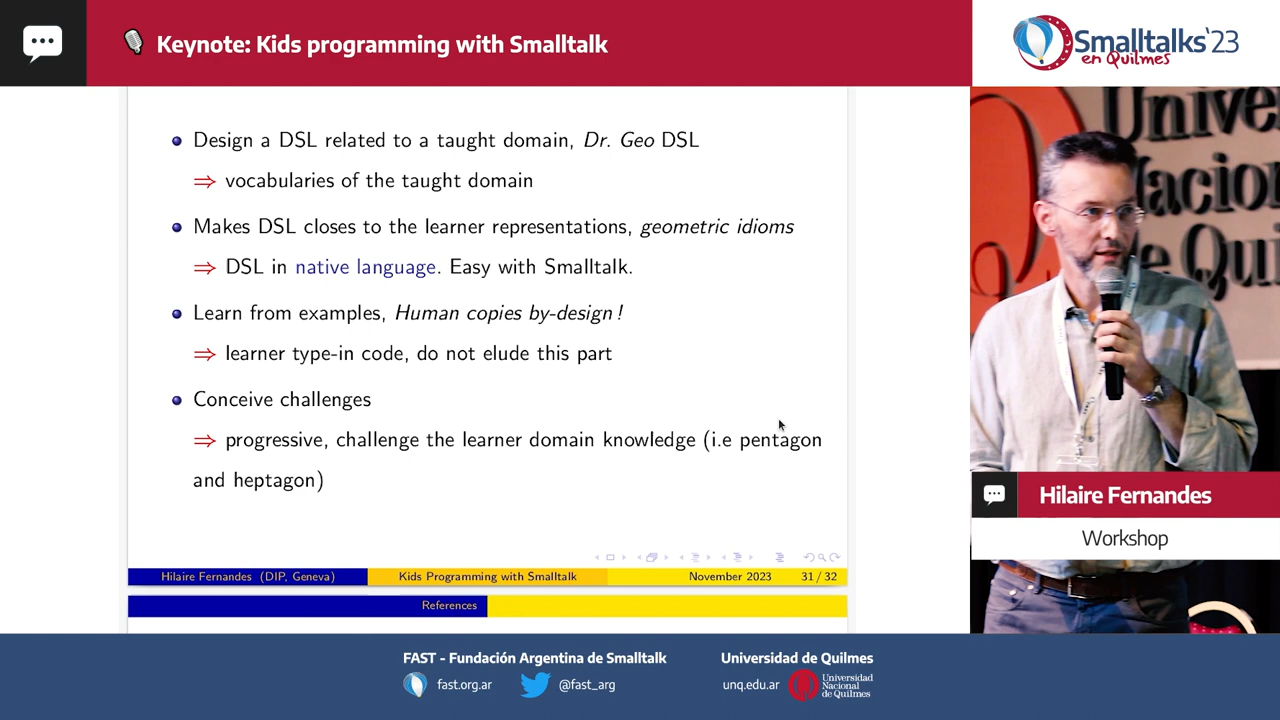 Keynote: Kids programming with Smalltalk
Smalltalks'23
en Quilmes
Design a DSL related to a taught domain, Dr. Geo DSL
⇒ vocabularies of the taught domain
Makes DSL closes to the learner representations, geometric idioms
⇒ DSL in native language. Easy with Smalltalk.
Learn from examples, Human copies by-design !
⇒ learner type-in code, do not elude this part
Conceive challenges
⇒ progressive, challenge the learner domain knowledge (i.e pentagon
and heptagon)
Hilaire Fernandes (DIP, Geneva)
Kids Programming with Smalltalk
November 2023
31 / 32
References
Hilaire Fernandes
Workshop
FAST - Fundación Argentina de Smalltalk
fast.org.ar
@fast_arg
Universidad de Quilmes
unq.edu.ar
Universidad
Nacional
de Quilmes